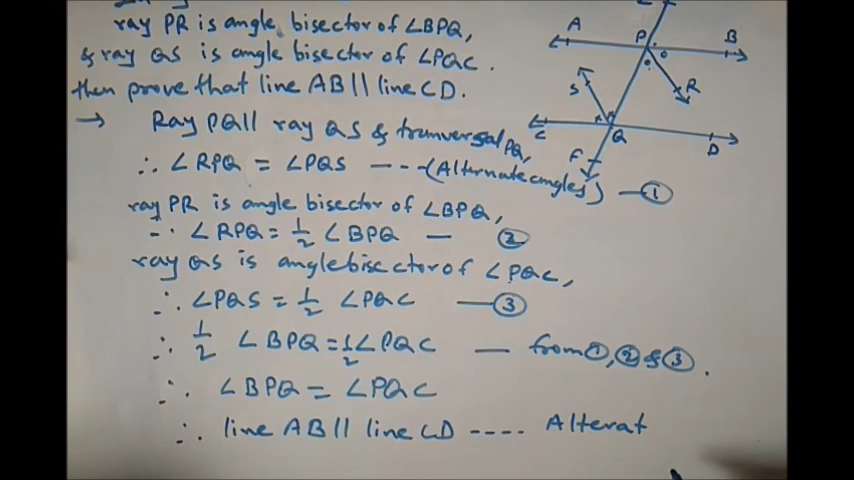 ray PR is angle bisector of ∠BPQ,
& ray QS is angle bisector of ∠PQC.
then prove that line AB || line CD.
→ Ray PQ || ray QS & tranversal PQ,
∴ ∠RPQ = ∠PQS ---(Alternate angles) — ①
ray PR is angle bisector of ∠BPQ,
∴ ∠RPQ = 1/2 ∠BPQ — ②
ray QS is angle bisector of ∠PQC,
∴ ∠PQS = 1/2 ∠PQC — ③
∴ 1/2 ∠BPQ = 1/2 ∠PQC — from ①, ② & ③.
∴ ∠BPQ = ∠PQC
∴ line AB || line CD ---- Alterat
A P B
R
S
C Q D
F